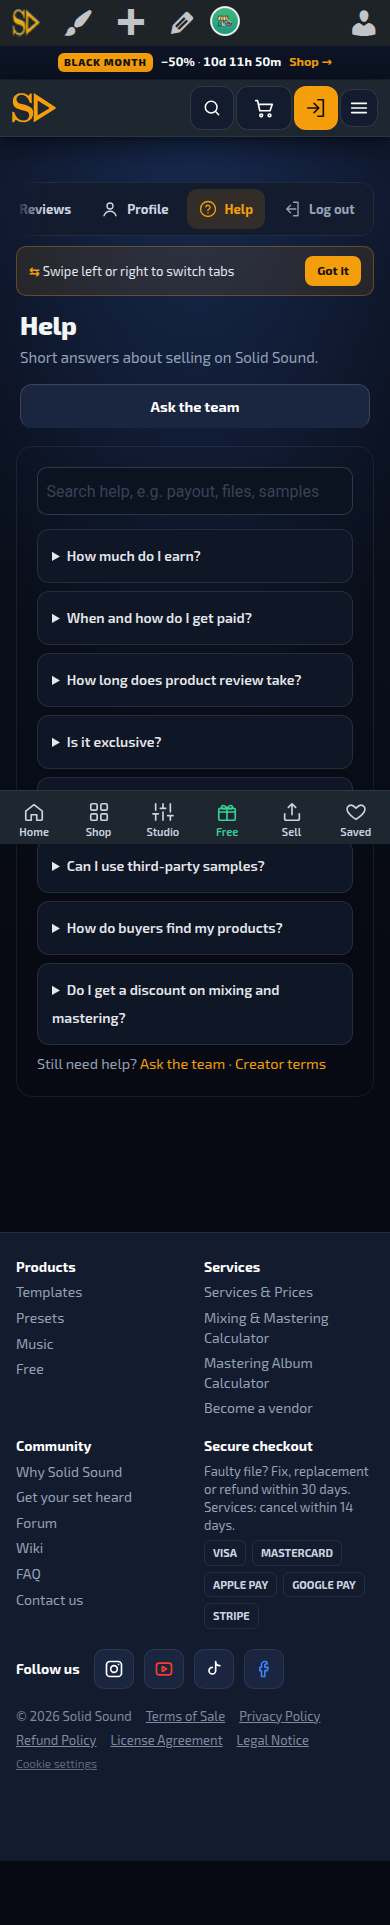 BLACK MONTH −50% · 10d 11h 50m Shop →
Reviews Profile Help Log out
⇆ Swipe left or right to switch tabs Got it
Help
Short answers about selling on Solid Sound.
Ask the team
Search help, e.g. payout, files, samples
▶ How much do I earn?
▶ When and how do I get paid?
▶ How long does product review take?
▶ Is it exclusive?
Home Shop Studio Free Sell Saved
▶ Can I use third-party samples?
▶ How do buyers find my products?
▶ Do I get a discount on mixing and
mastering?
Still need help? Ask the team · Creator terms
Products
Templates
Presets
Music
Free
Services
Services & Prices
Mixing & Mastering
Calculator
Mastering Album
Calculator
Become a vendor
Community
Why Solid Sound
Get your set heard
Forum
Wiki
FAQ
Contact us
Secure checkout
Faulty file? Fix, replacement
or refund within 30 days.
Services: cancel within 14
days.
VISA MASTERCARD
APPLE PAY GOOGLE PAY
STRIPE
Follow us
© 2026 Solid Sound Terms of Sale Privacy Policy
Refund Policy License Agreement Legal Notice
Cookie settings